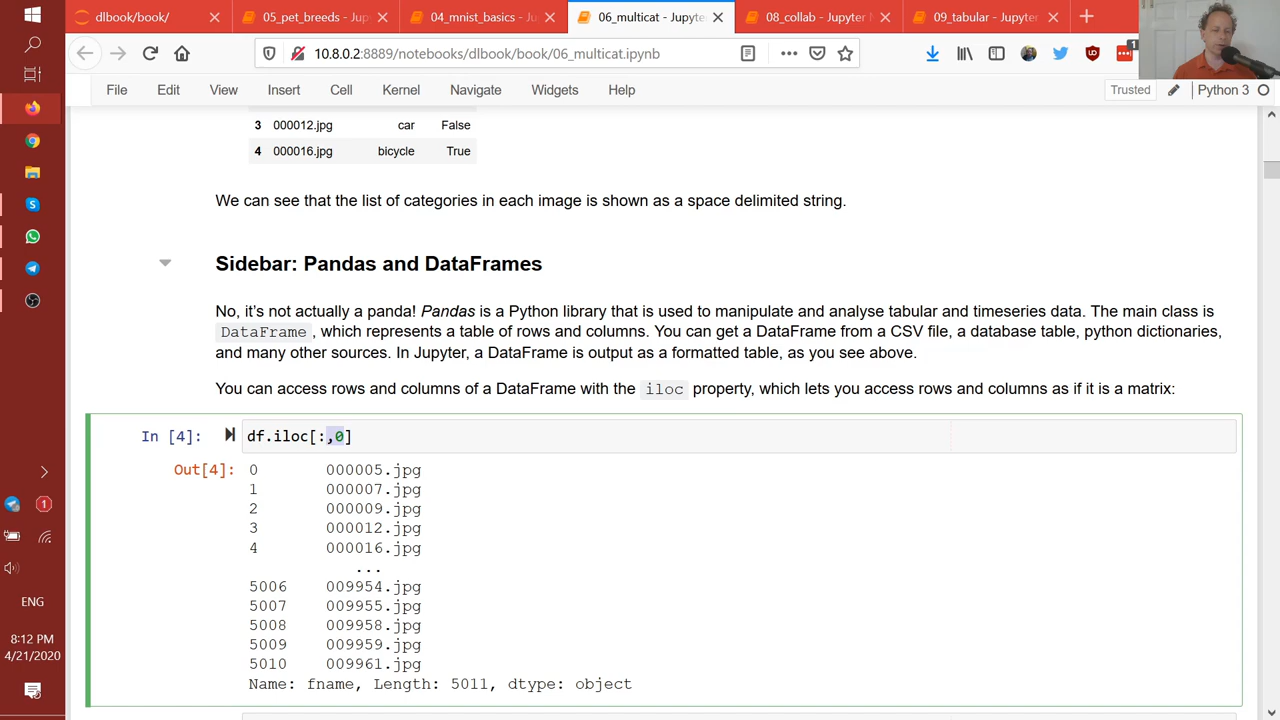 dlbook/book/
05_pet_breeds - Jupyte
04_mnist_basics - Jupyte
06_multicat - Jupyter
08_collab - Jupyter N
09_tabular - Jupyter
10.8.0.2:8889/notebooks/dlbook/book/06_multicat.ipynb
1
File Edit View Insert Cell Kernel Navigate Widgets Help
Trusted
Python 3
3 000012.jpg car False
4 000016.jpg bicycle True
We can see that the list of categories in each image is shown as a space delimited string.
Sidebar: Pandas and DataFrames
No, it's not actually a panda! Pandas is a Python library that is used to manipulate and analyse tabular and timeseries data. The main class is
DataFrame , which represents a table of rows and columns. You can get a DataFrame from a CSV file, a database table, python dictionaries,
and many other sources. In Jupyter, a DataFrame is output as a formatted table, as you see above.
You can access rows and columns of a DataFrame with the iloc property, which lets you access rows and columns as if it is a matrix:
In [4]: df.iloc[:,0]
Out[4]: 0 000005.jpg
1 000007.jpg
2 000009.jpg
3 000012.jpg
4 000016.jpg
...
5006 009954.jpg
5007 009955.jpg
5008 009958.jpg
5009 009959.jpg
5010 009961.jpg
Name: fname, Length: 5011, dtype: object
1
ENG
8:12 PM
4/21/2020